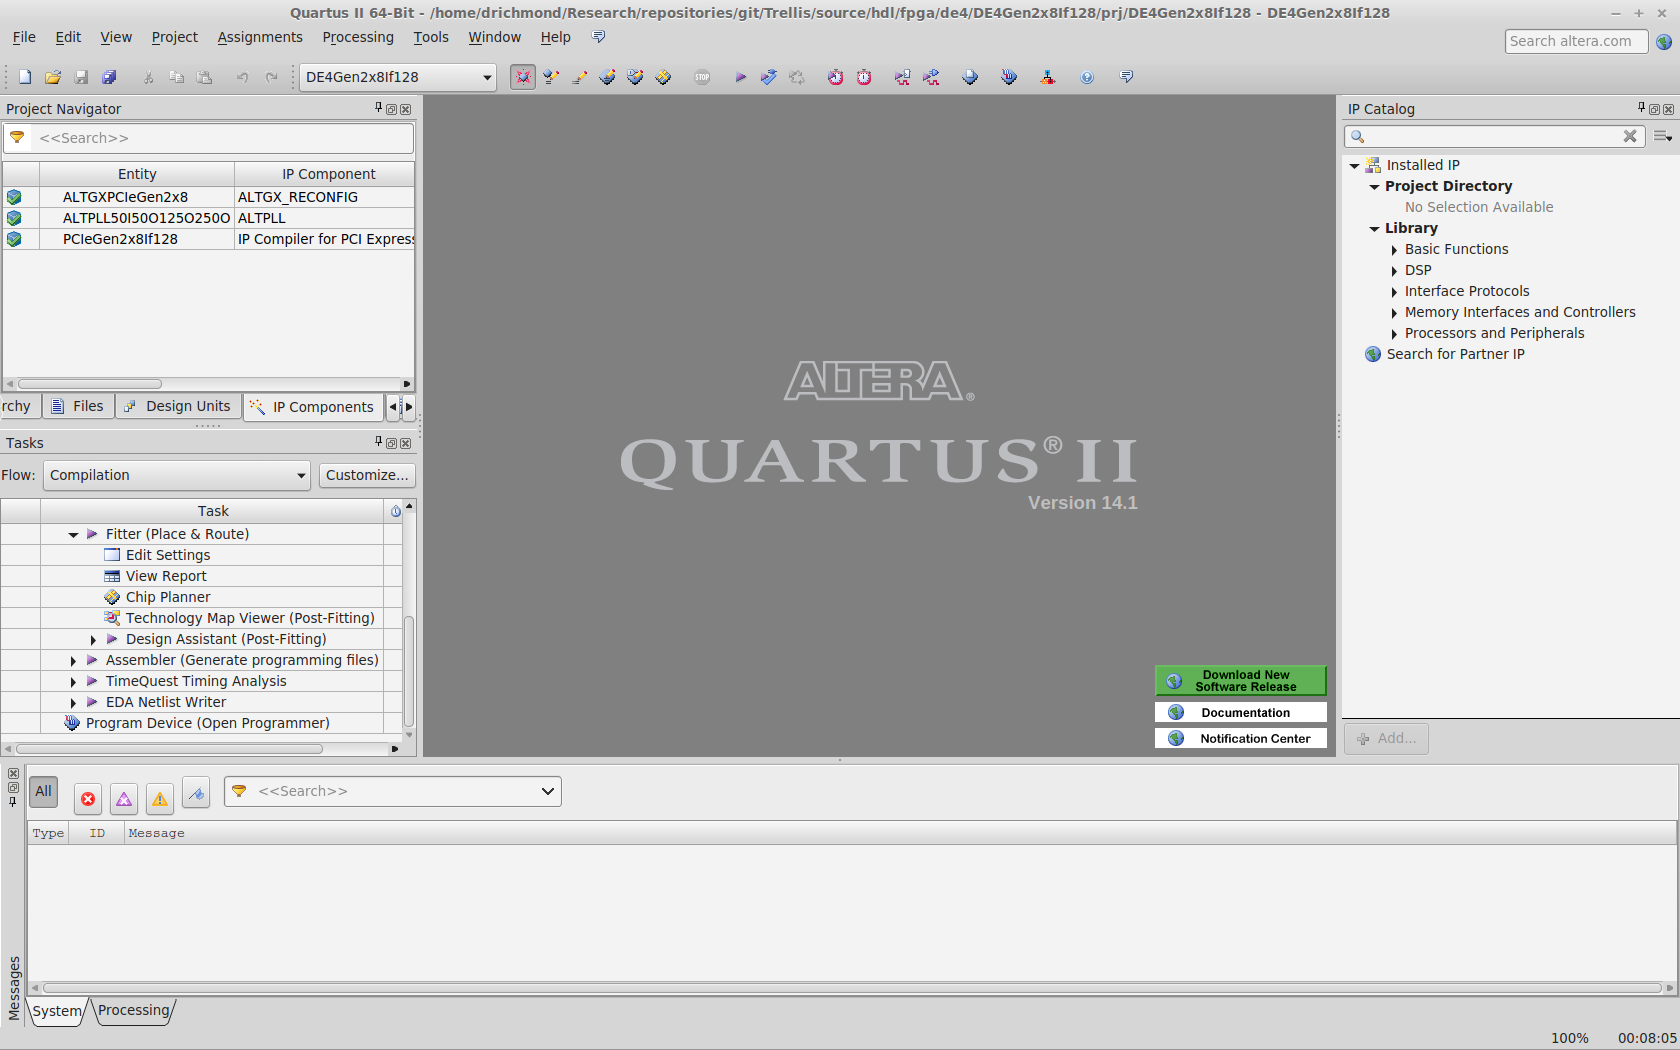 Quartus II 64-Bit - /home/drichmond/Research/repositories/git/Trellis/source/hdl/fpga/de4/DE4Gen2x8If128/prj/DE4Gen2x8If128 - DE4Gen2x8If128
File Edit View Project Assignments Processing Tools Window Help
Search altera.com
DE4Gen2x8If128
STOP
Project Navigator
<<Search>>
Entity IP Component
ALTGXPCIeGen2x8 ALTGX_RECONFIG
ALTPLL50I50O125O250O ALTPLL
PCIeGen2x8If128 IP Compiler for PCI Express
rchy Files Design Units IP Components
Tasks
Flow: Compilation Customize...
Task
Fitter (Place & Route)
Edit Settings
View Report
Chip Planner
Technology Map Viewer (Post-Fitting)
Design Assistant (Post-Fitting)
Assembler (Generate programming files)
TimeQuest Timing Analysis
EDA Netlist Writer
Program Device (Open Programmer)
ALTERA®
QUARTUS® II
Version 14.1
Download New
Software Release
Documentation
Notification Center
IP Catalog
Installed IP
Project Directory
No Selection Available
Library
Basic Functions
DSP
Interface Protocols
Memory Interfaces and Controllers
Processors and Peripherals
Search for Partner IP
Add...
All
<<Search>>
Type ID Message
Messages
System Processing
100% 00:08:05